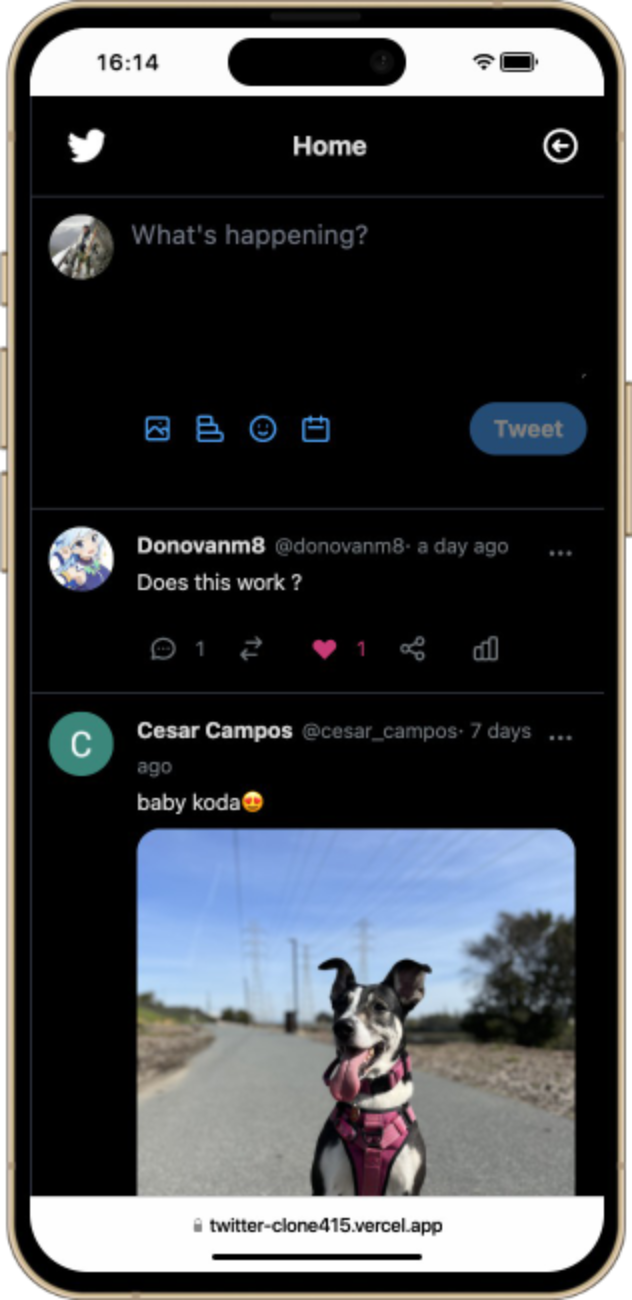 16:14
Home
What's happening?
Tweet
Donovanm8 @donovanm8· a day ago ...
Does this work ?
1 1
C
Cesar Campos @cesar_campos· 7 days ...
ago
baby koda😍
twitter-clone415.vercel.app